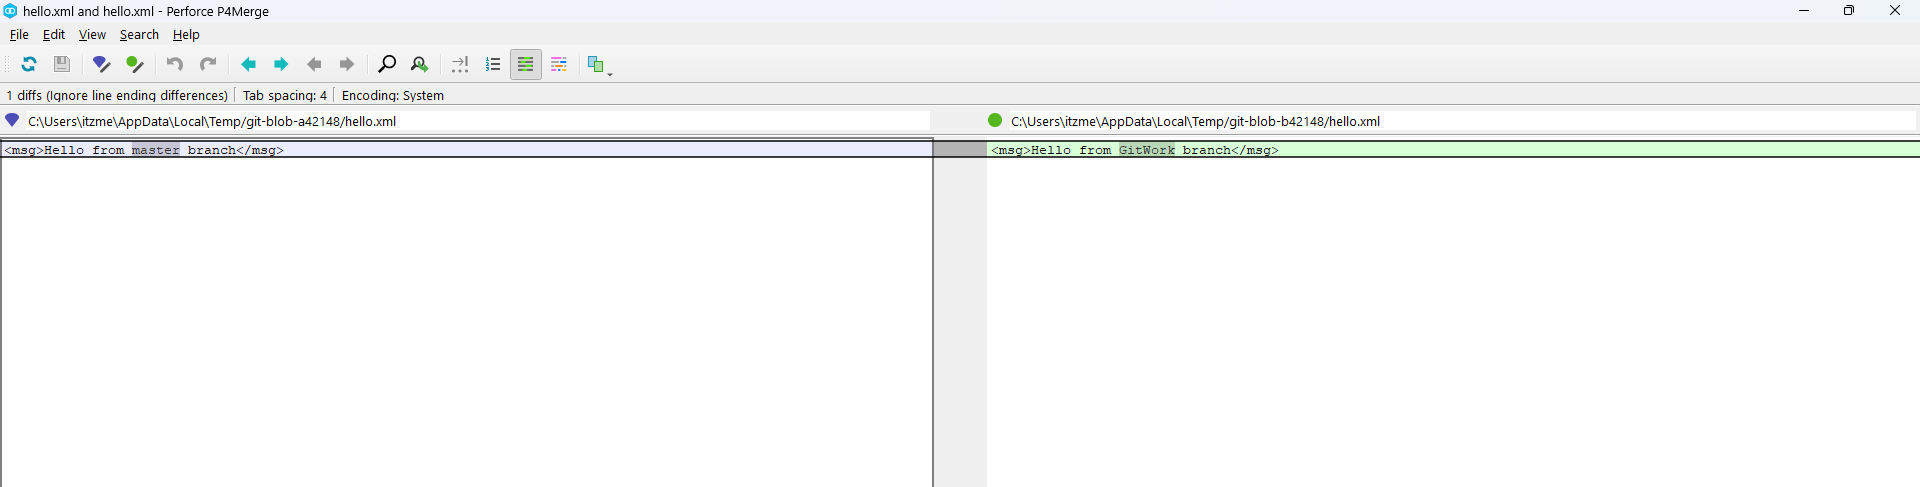 hello.xml and hello.xml - Perforce P4Merge
File Edit View Search Help
1 diffs (Ignore line ending differences) Tab spacing: 4 Encoding: System
C:\Users\itzme\AppData\Local\Temp/git-blob-a42148/hello.xml
C:\Users\itzme\AppData\Local\Temp/git-blob-b42148/hello.xml
<msg>Hello from master branch</msg>
<msg>Hello from GitWork branch</msg>